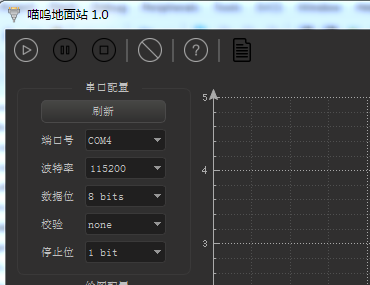 喵呜地面站 1.0
串口配置
刷新
端口号 COM4
波特率 115200
数据位 8 bits
校验 none
停止位 1 bit
5
4
3